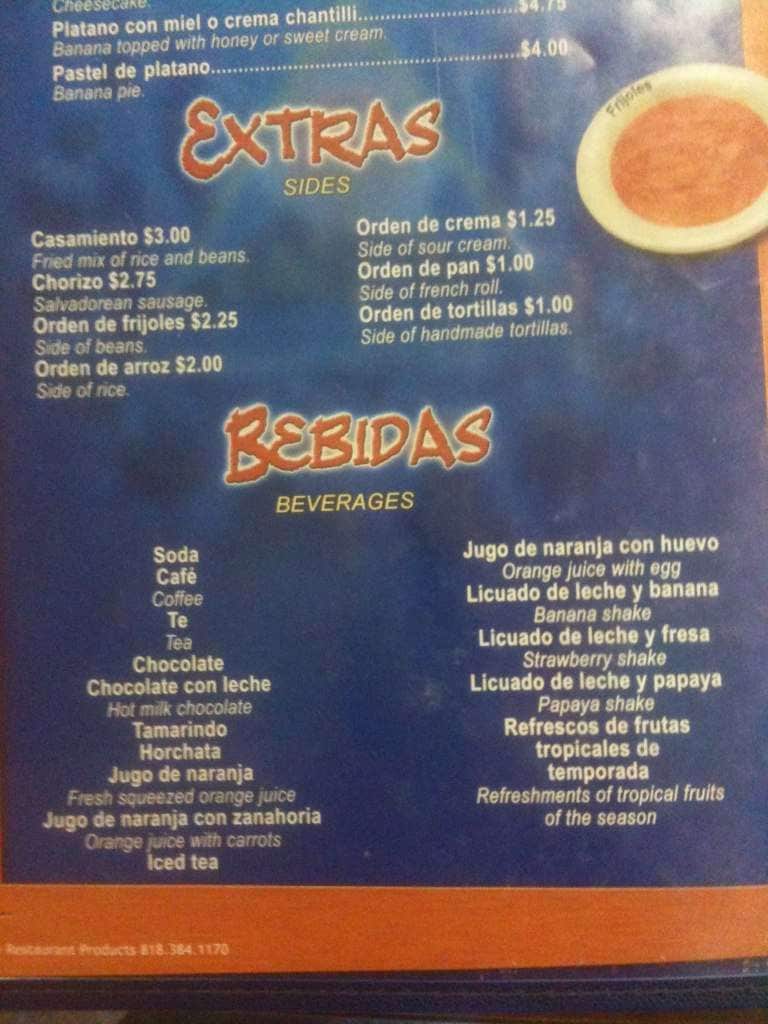 Cheesecake.
Platano con miel o crema chantilli....................$4.75
Banana topped with honey or sweet cream.
Pastel de platano..................................................$4.00
Banana pie.
EXTRAS
SIDES
Frijoles
Casamiento $3.00
Fried mix of rice and beans.
Chorizo $2.75
Salvadorean sausage.
Orden de frijoles $2.25
Side of beans.
Orden de arroz $2.00
Side of rice.
Orden de crema $1.25
Side of sour cream.
Orden de pan $1.00
Side of french roll.
Orden de tortillas $1.00
Side of handmade tortillas.
BEBIDAS
BEVERAGES
Soda
Café
Coffee
Te
Tea
Chocolate
Chocolate con leche
Hot milk chocolate
Tamarindo
Horchata
Jugo de naranja
Fresh squeezed orange juice
Jugo de naranja con zanahoria
Orange juice with carrots
Iced tea
Jugo de naranja con huevo
Orange juice with egg
Licuado de leche y banana
Banana shake
Licuado de leche y fresa
Strawberry shake
Licuado de leche y papaya
Papaya shake
Refrescos de frutas
tropicales de
temporada
Refreshments of tropical fruits
of the season
Restaurant Products 818.384.1170